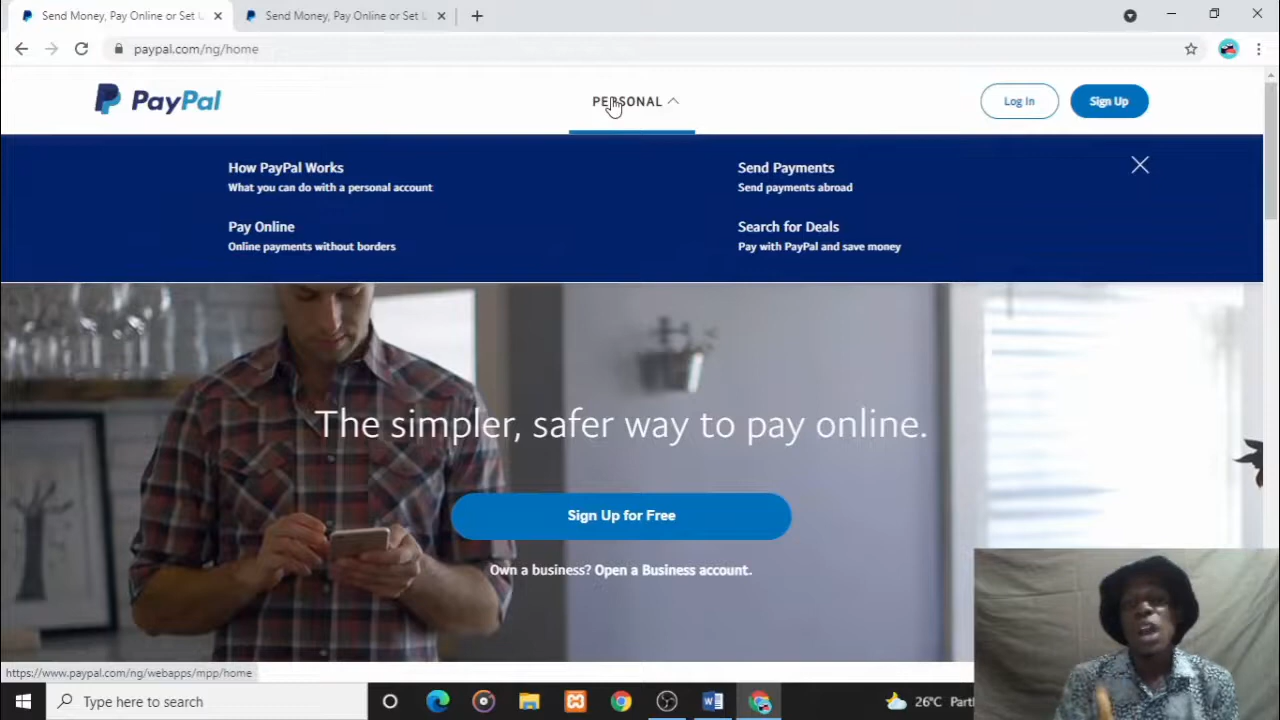 Send Money, Pay Online or Set U
Send Money, Pay Online or Set U
paypal.com/ng/home
PayPal
PERSONAL
Log In
Sign Up
How PayPal Works
What you can do with a personal account
Send Payments
Send payments abroad
Pay Online
Online payments without borders
Search for Deals
Pay with PayPal and save money
The simpler, safer way to pay online.
Sign Up for Free
Own a business? Open a Business account.
https://www.paypal.com/ng/webapps/mpp/home
Type here to search
26°C Partl